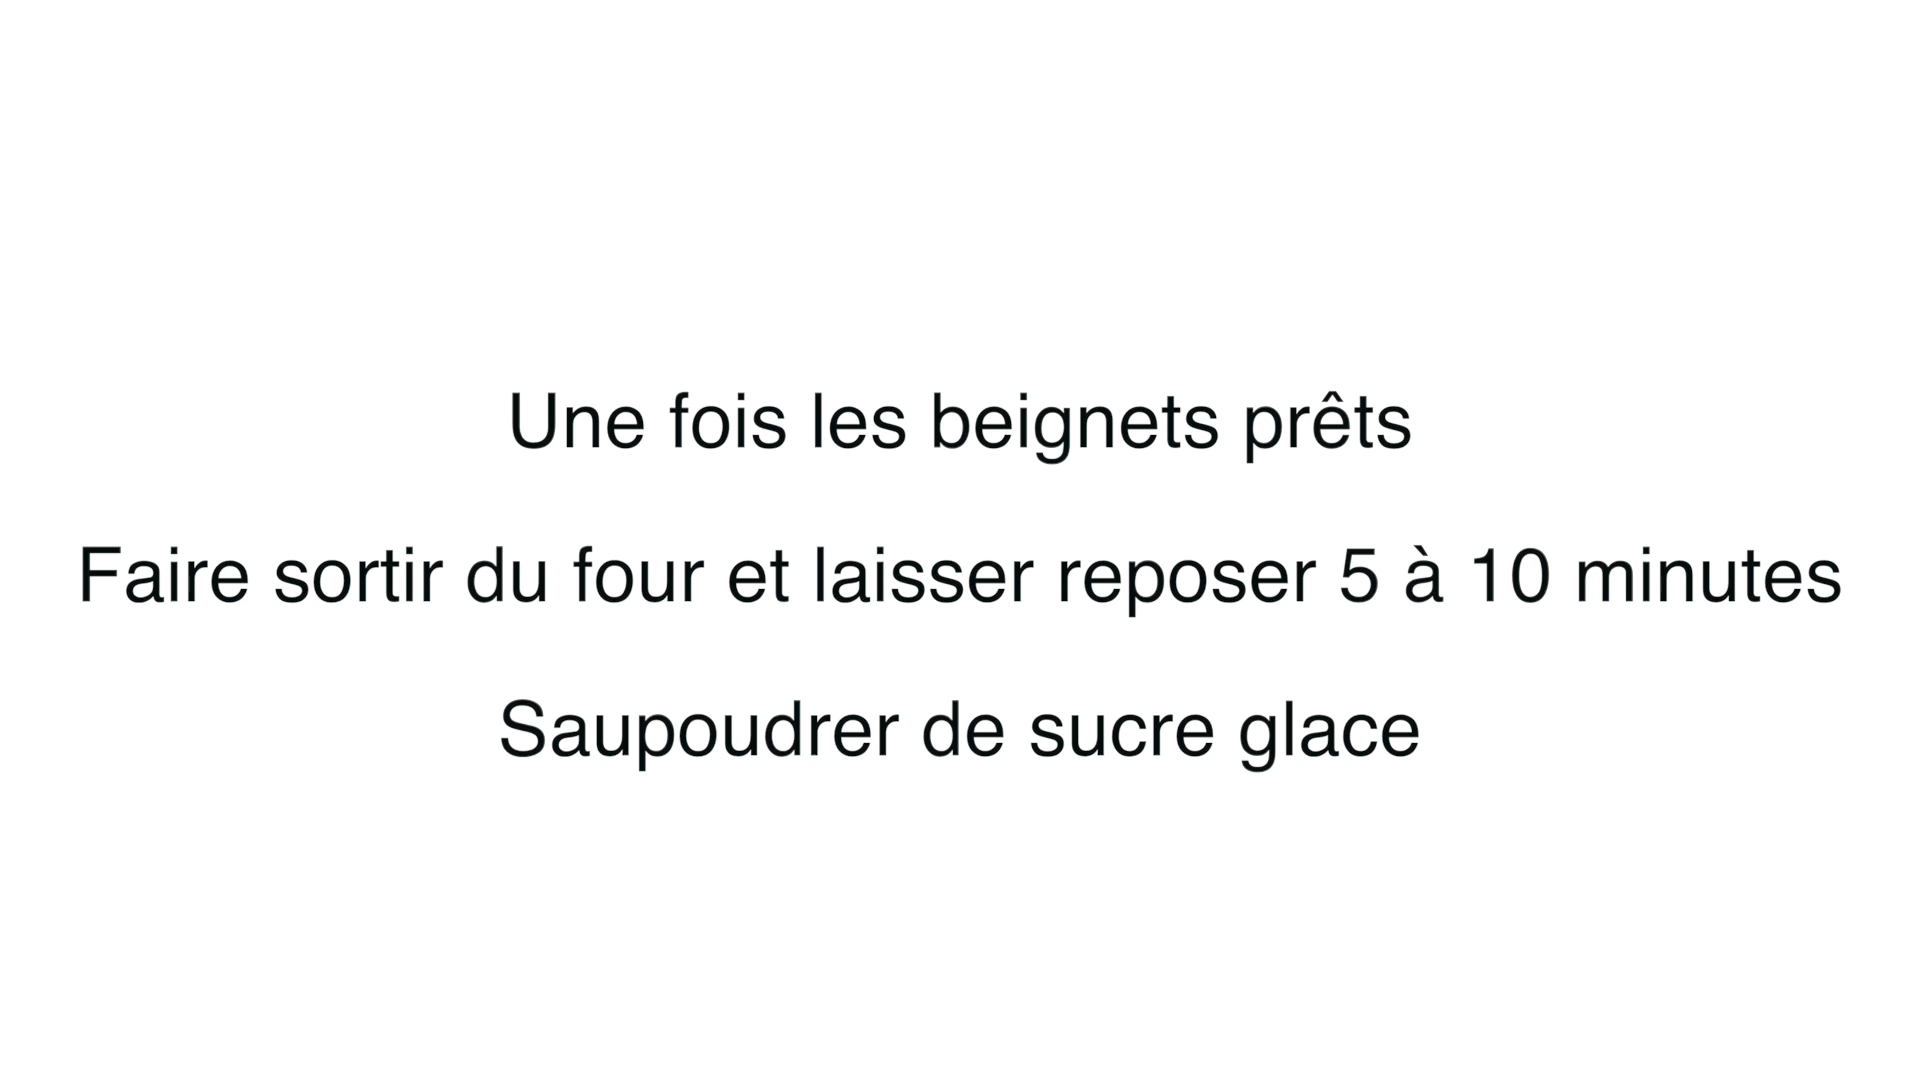 Une fois les beignets prêts
Faire sortir du four et laisser reposer 5 à 10 minutes
Saupoudrer de sucre glace